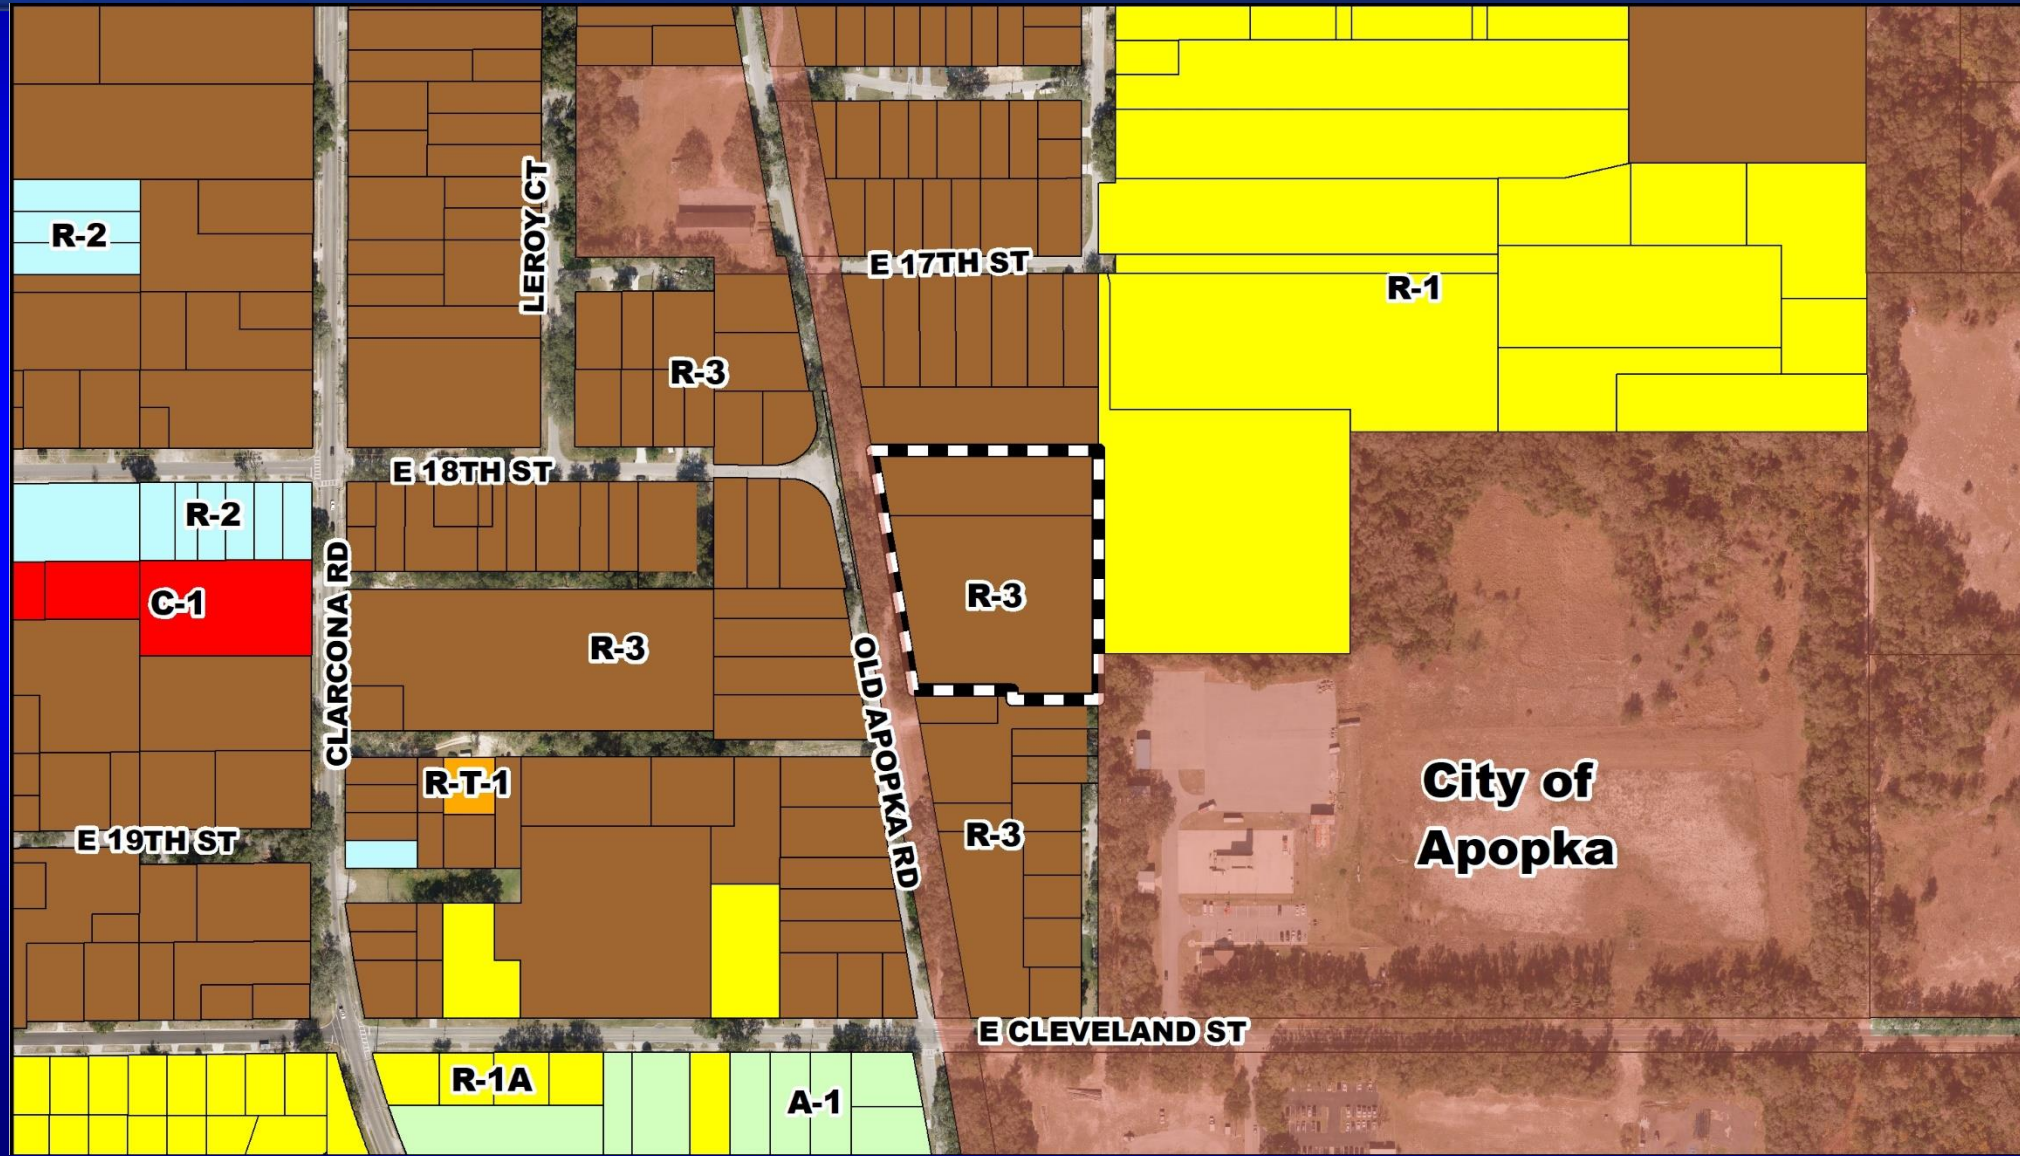 R-2
LEROY CT
E 17TH ST
R-1
R-3
E 18TH ST
R-2
C-1
CLARCONA RD
R-3
R-3
OLD APOPKA RD
R-T-1
City of
Apopka
E 19TH ST
R-3
E CLEVELAND ST
R-1A
A-1